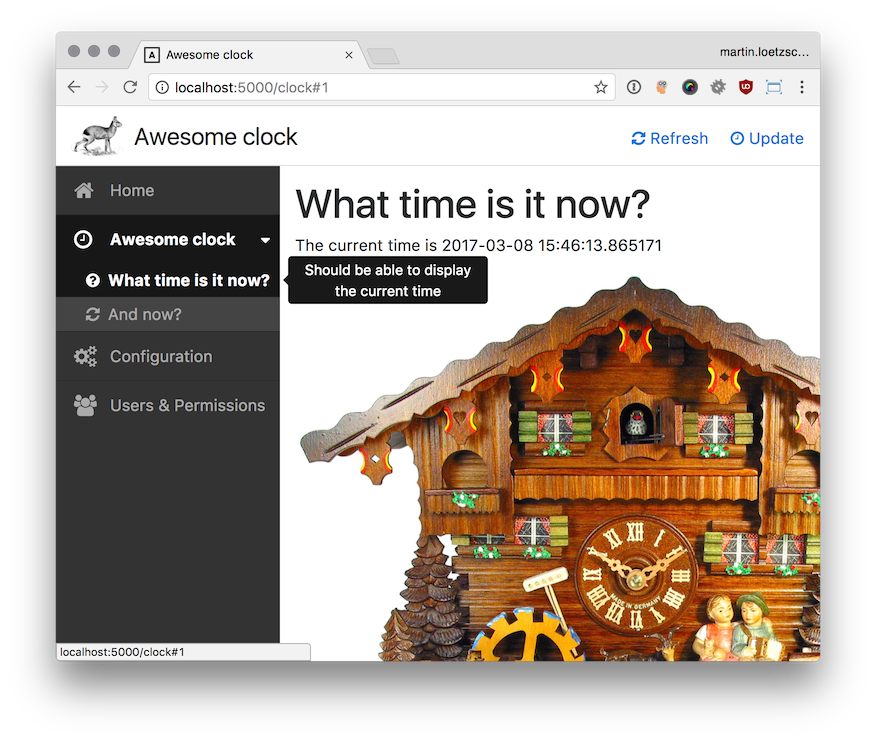 Awesome clock
martin.loetzsc...
localhost:5000/clock#1
Awesome clock
Refresh
Update
Home
Awesome clock
What time is it now?
And now?
Configuration
Users & Permissions
What time is it now?
The current time is 2017-03-08 15:46:13.865171
Should be able to display
the current time
MADE IN GERMANY
localhost:5000/clock#1